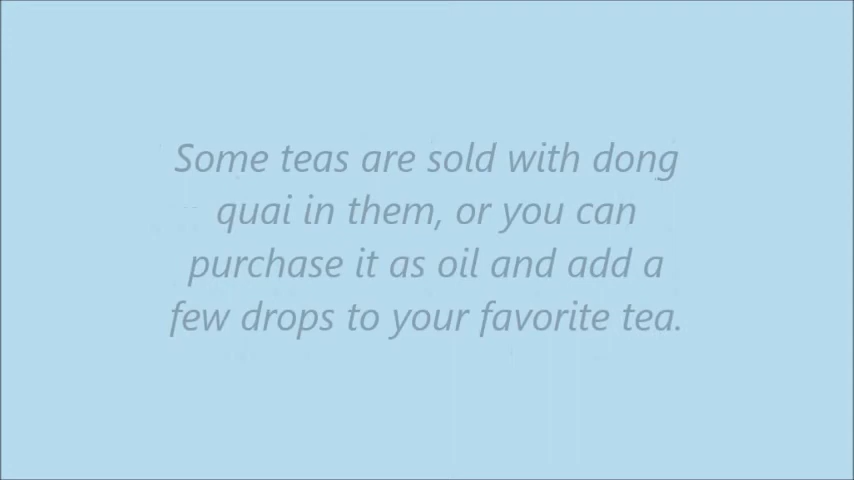 Some teas are sold with dong
quai in them, or you can
purchase it as oil and add a
few drops to your favorite tea.